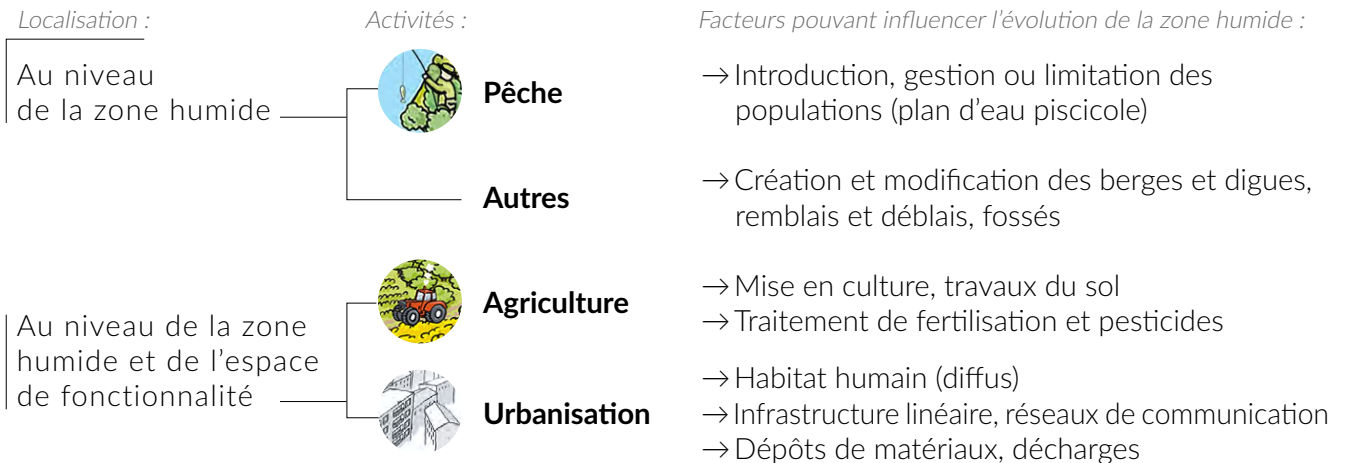 Localisation :
Activités :
Facteurs pouvant influencer l'évolution de la zone humide :
Au niveau
de la zone humide
Pêche
→ Introduction, gestion ou limitation des
populations (plan d'eau piscicole)
Autres
→ Création et modification des berges et digues,
remblais et déblais, fossés
Au niveau de la zone
humide et de l'espace
de fonctionnalité
Agriculture
→ Mise en culture, travaux du sol
→ Traitement de fertilisation et pesticides
Urbanisation
→ Habitat humain (diffus)
→ Infrastructure linéaire, réseaux de communication
→ Dépôts de matériaux, décharges